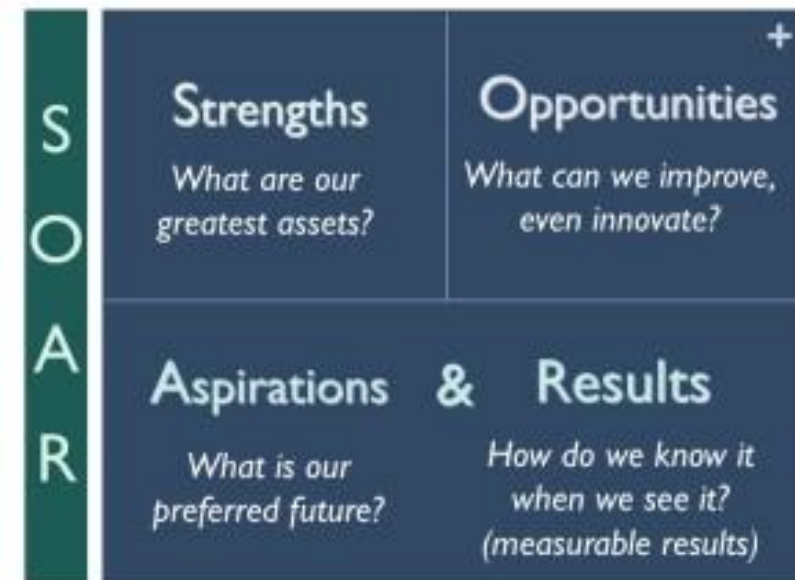 S
O
A
R
+
Strengths
What are our
greatest assets?
Opportunities
What can we improve,
even innovate?
Aspirations & Results
What is our
preferred future?
How do we know it
when we see it?
(measurable results)